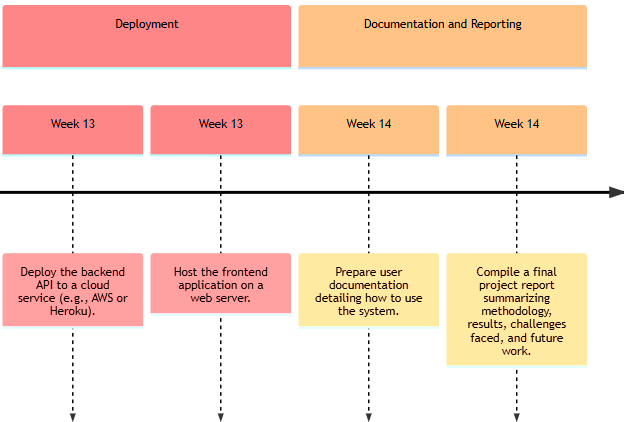 Deployment
Documentation and Reporting
Week 13
Week 13
Week 14
Week 14
Deploy the backend
API to a cloud
service (e.g., AWS or
Heroku).
Host the frontend
application on a
web server.
Prepare user
documentation
detailing how to use
the system.
Compile a final
project report
summarizing
methodology,
results, challenges
faced, and future
work.